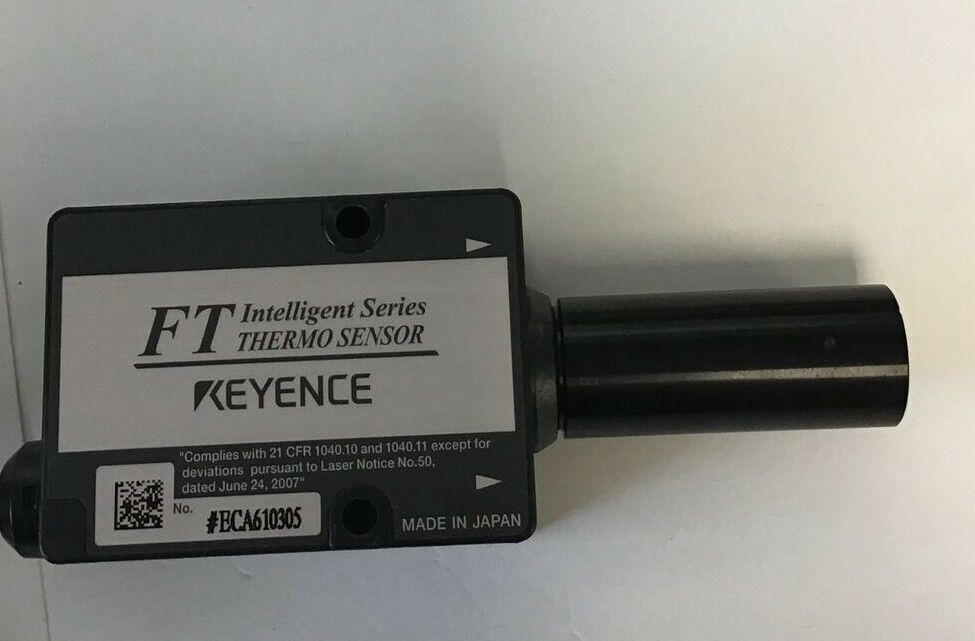 FT Intelligent Series
THERMO SENSOR
KEYENCE
"Complies with 21 CFR 1040.10 and 1040.11 except for
deviations pursuant to Laser Notice No.50,
dated June 24, 2007"
No. #ECA610305
MADE IN JAPAN